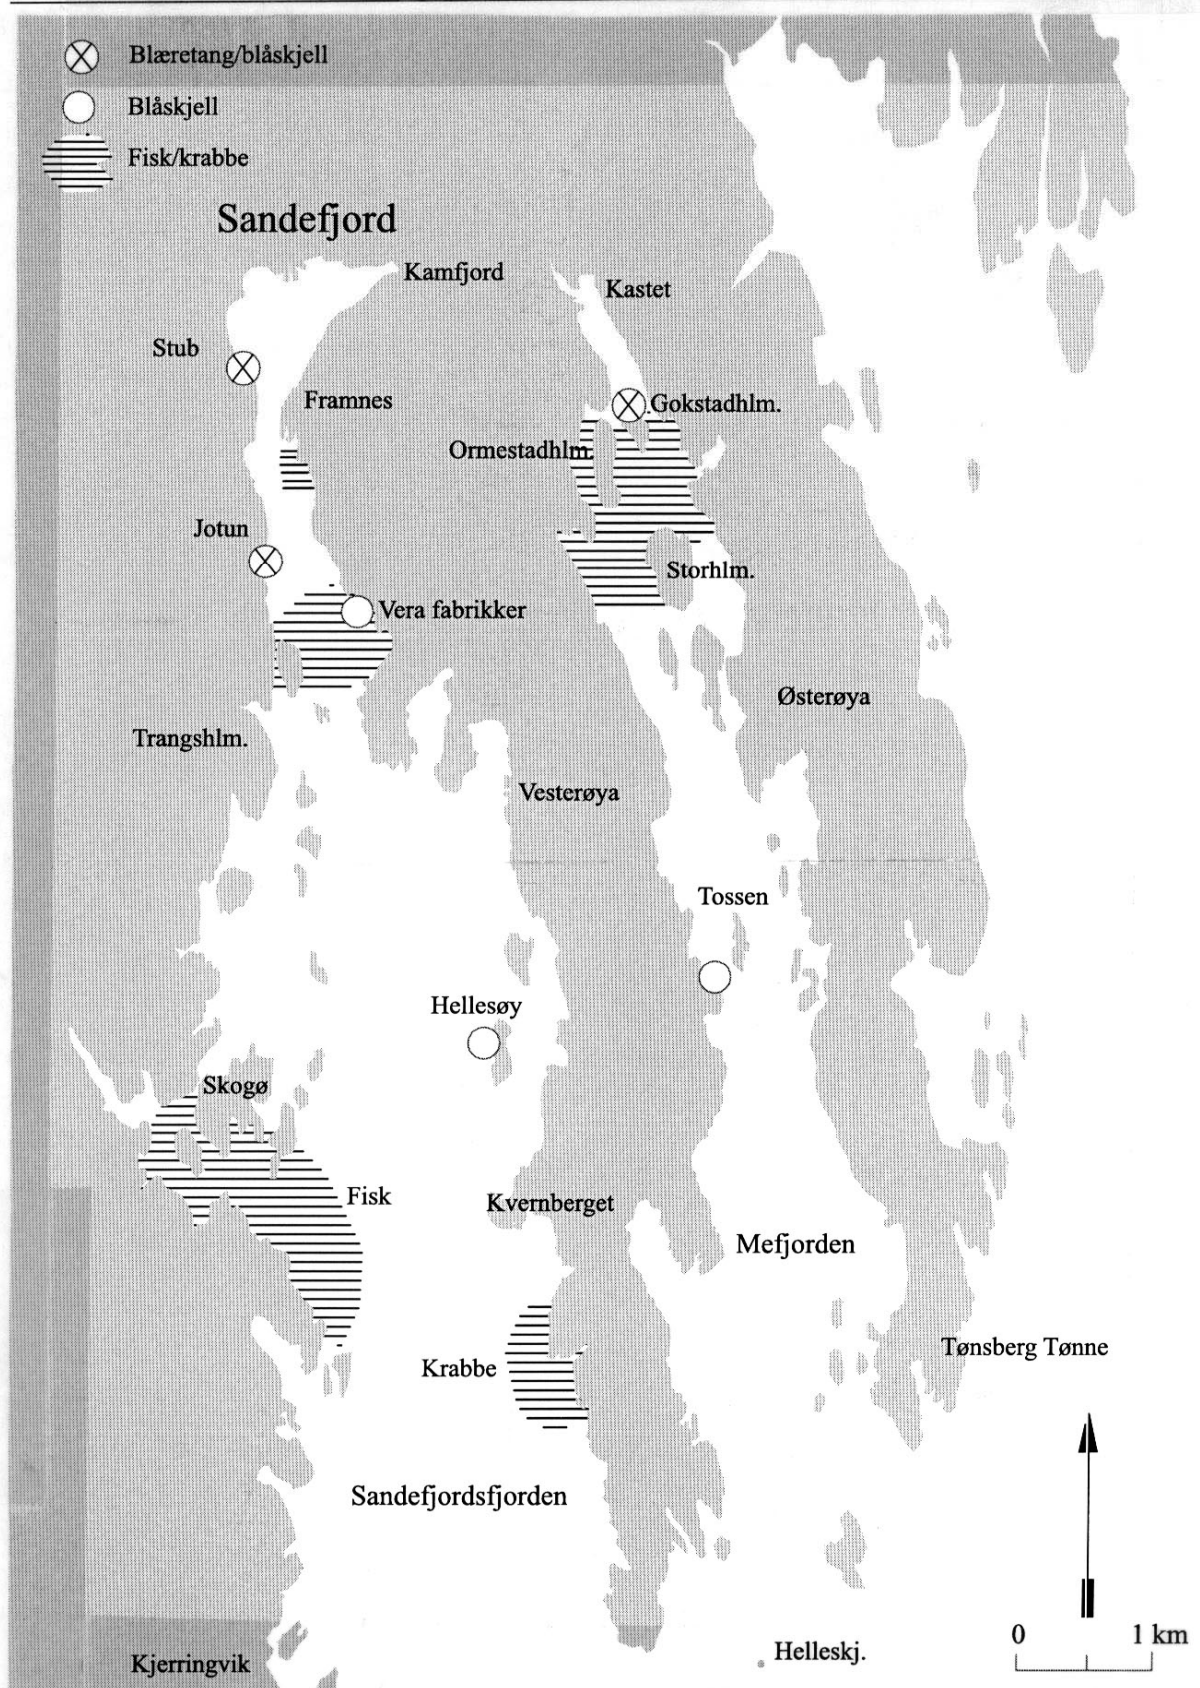 Blæretang/blåskjell
Blåskjell
Fisk/krabbe
Sandefjord
Kamfjord
Kastet
Stub
Framnes
Gokstadhlm.
Ormestadhlm.
Jotun
Storhlm.
Vera fabrikker
Østerøya
Trangshlm.
Vesterøya
Tossen
Hellesøy
Skogø
Fisk
Kvernberget
Mefjorden
Tønsberg Tønne
Krabbe
Sandefjordsfjorden
0 1 km
Helleskj.
Kjerringvik